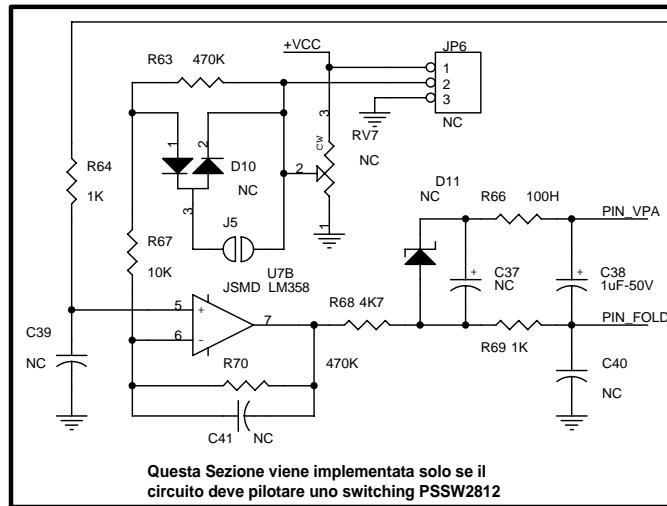 +VCC
R63 470K
JP6
1
2
3
NC
3
CW
RV7
NC
2
1
1
2
D10
NC
3
J5
R64
1K
R67
10K
U7B
JSMD LM358
5
+
6
-
7
R68 4K7
D11
NC
R66 100H
PIN_VPA
+
C37
NC
+
C38
1uF-50V
PIN_FOLD
R69 1K
C40
NC
C39
NC
R70 470K
C41 NC
Questa Sezione viene implementata solo se il
circuito deve pilotare uno switching PSSW2812